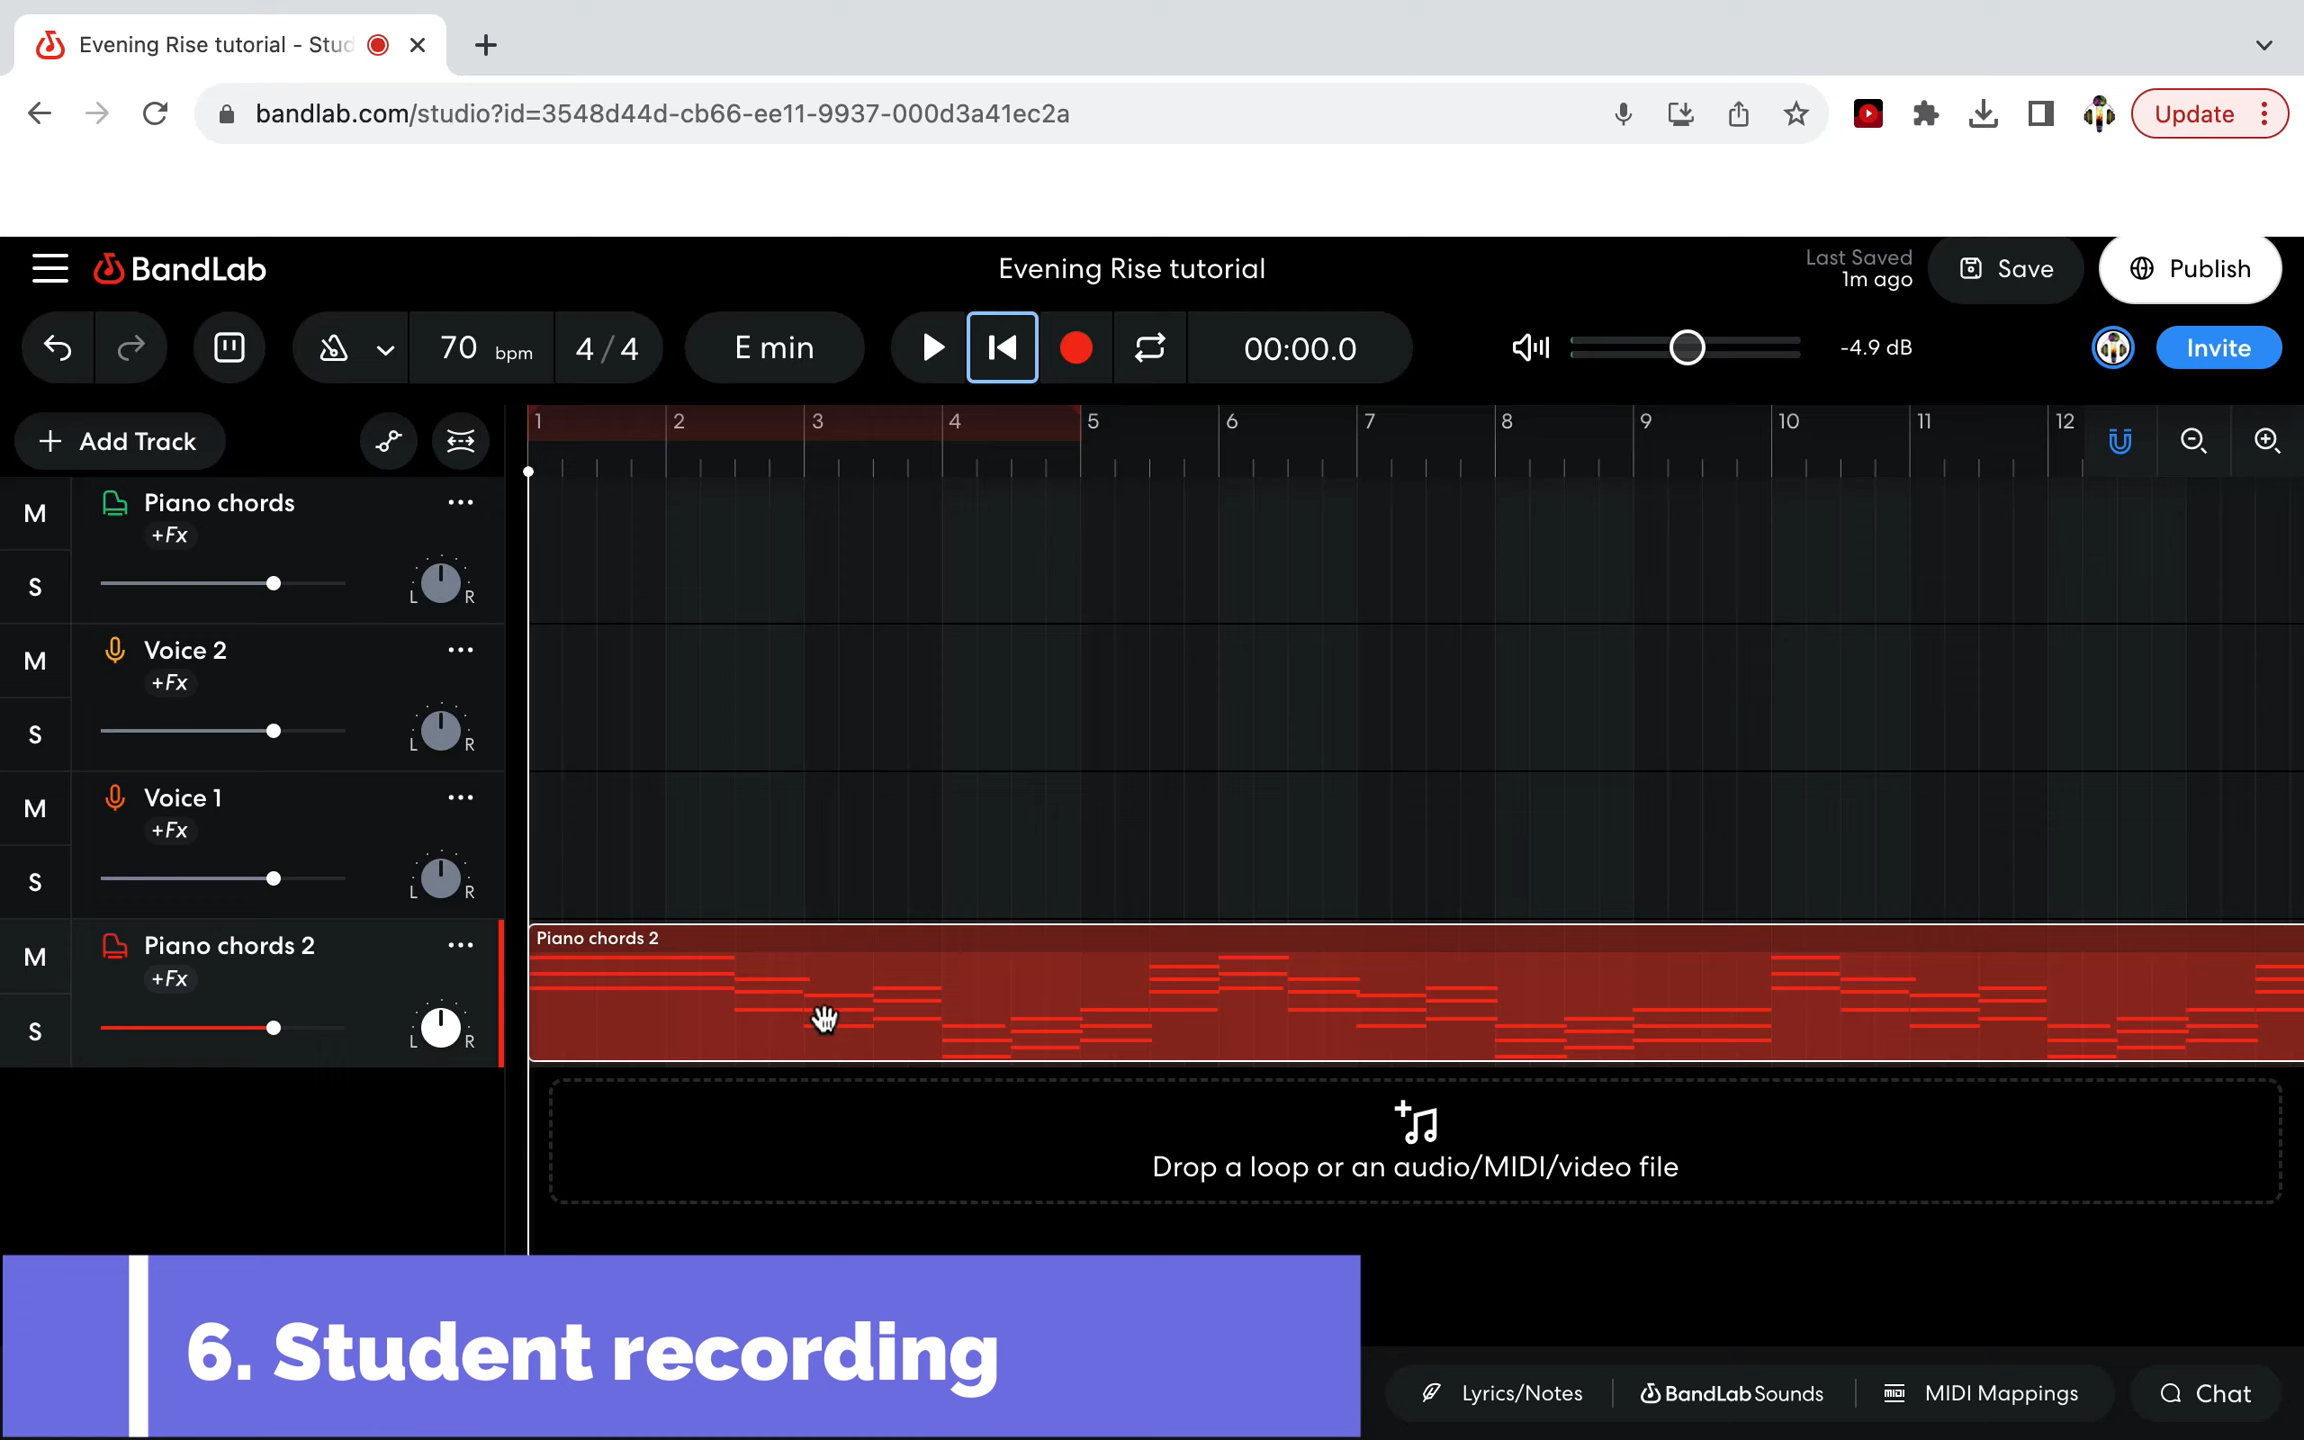 Evening Rise tutorial - Stud
bandlab.com/studio?id=3548d44d-cb66-ee11-9937-000d3a41ec2a
Update
BandLab
Evening Rise tutorial
Last Saved
1m ago
Save
Publish
70 bpm
4/4
E min
00:00.0
-4.9 dB
Invite
Add Track
1 2 3 4 5 6 7 8 9 10 11 12
M
Piano chords
+Fx
S
L R
M
Voice 2
+Fx
S
L R
M
Voice 1
+Fx
S
L R
M
Piano chords 2
+Fx
S
L R
Piano chords 2
Drop a loop or an audio/MIDI/video file
6. Student recording
Lyrics/Notes
BandLab Sounds
MIDI
MIDI Mappings
Chat